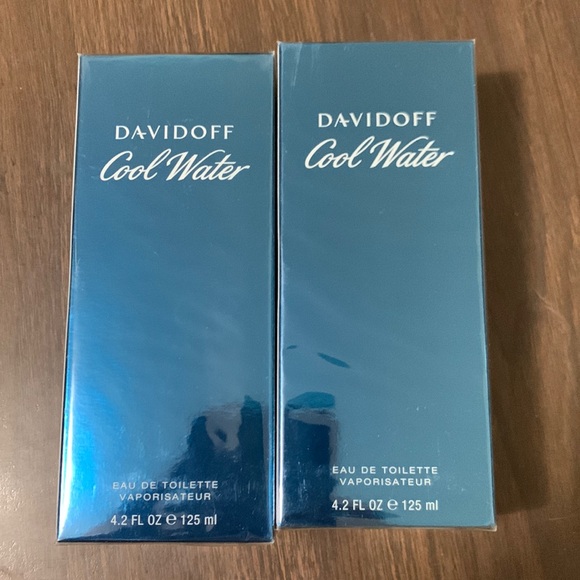 DAVIDOFF
Cool Water
EAU DE TOILETTE
VAPORISATEUR
4.2 FL OZ ℮ 125 ml
DAVIDOFF
Cool Water
EAU DE TOILETTE
VAPORISATEUR
4.2 FL OZ ℮ 125 ml